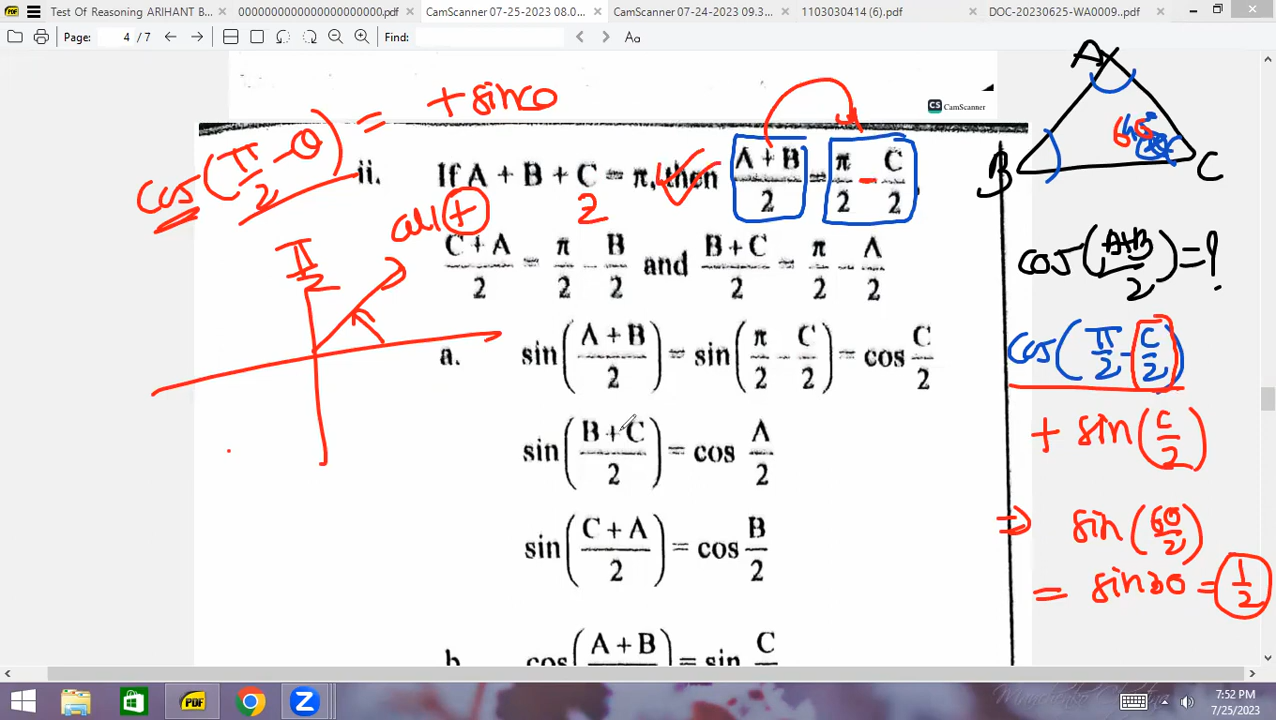 Test Of Reasoning ARIHANT B...
000000000000000000000.pdf
CamScanner 07-25-2023 08.0...
CamScanner 07-24-2023 09.3...
1103030414 (6).pdf
DOC-20230625-WA0009..pdf
Page: 4 / 7 Find: Aa
CS CamScanner
cos(π/2 - θ) = + sinθ
ii. If A + B + C = π, then (A + B)/2 = π/2 - C/2,
2
all +
π/2
(C + A)/2 = π/2 - B/2 and (B + C)/2 = π/2 - A/2
a. sin((A + B)/2) = sin(π/2 - C/2) = cos C/2
sin((B + C)/2) = cos A/2
sin((C + A)/2) = cos B/2
b. cos((A + B)/ = sin C/
A
B
C
cos((A+B)/2) = ?
cos(π/2 - C/2)
+ sin(C/2)
⇒ sin(60/2)
= sin30 = 1/2
7:52 PM
7/25/2023